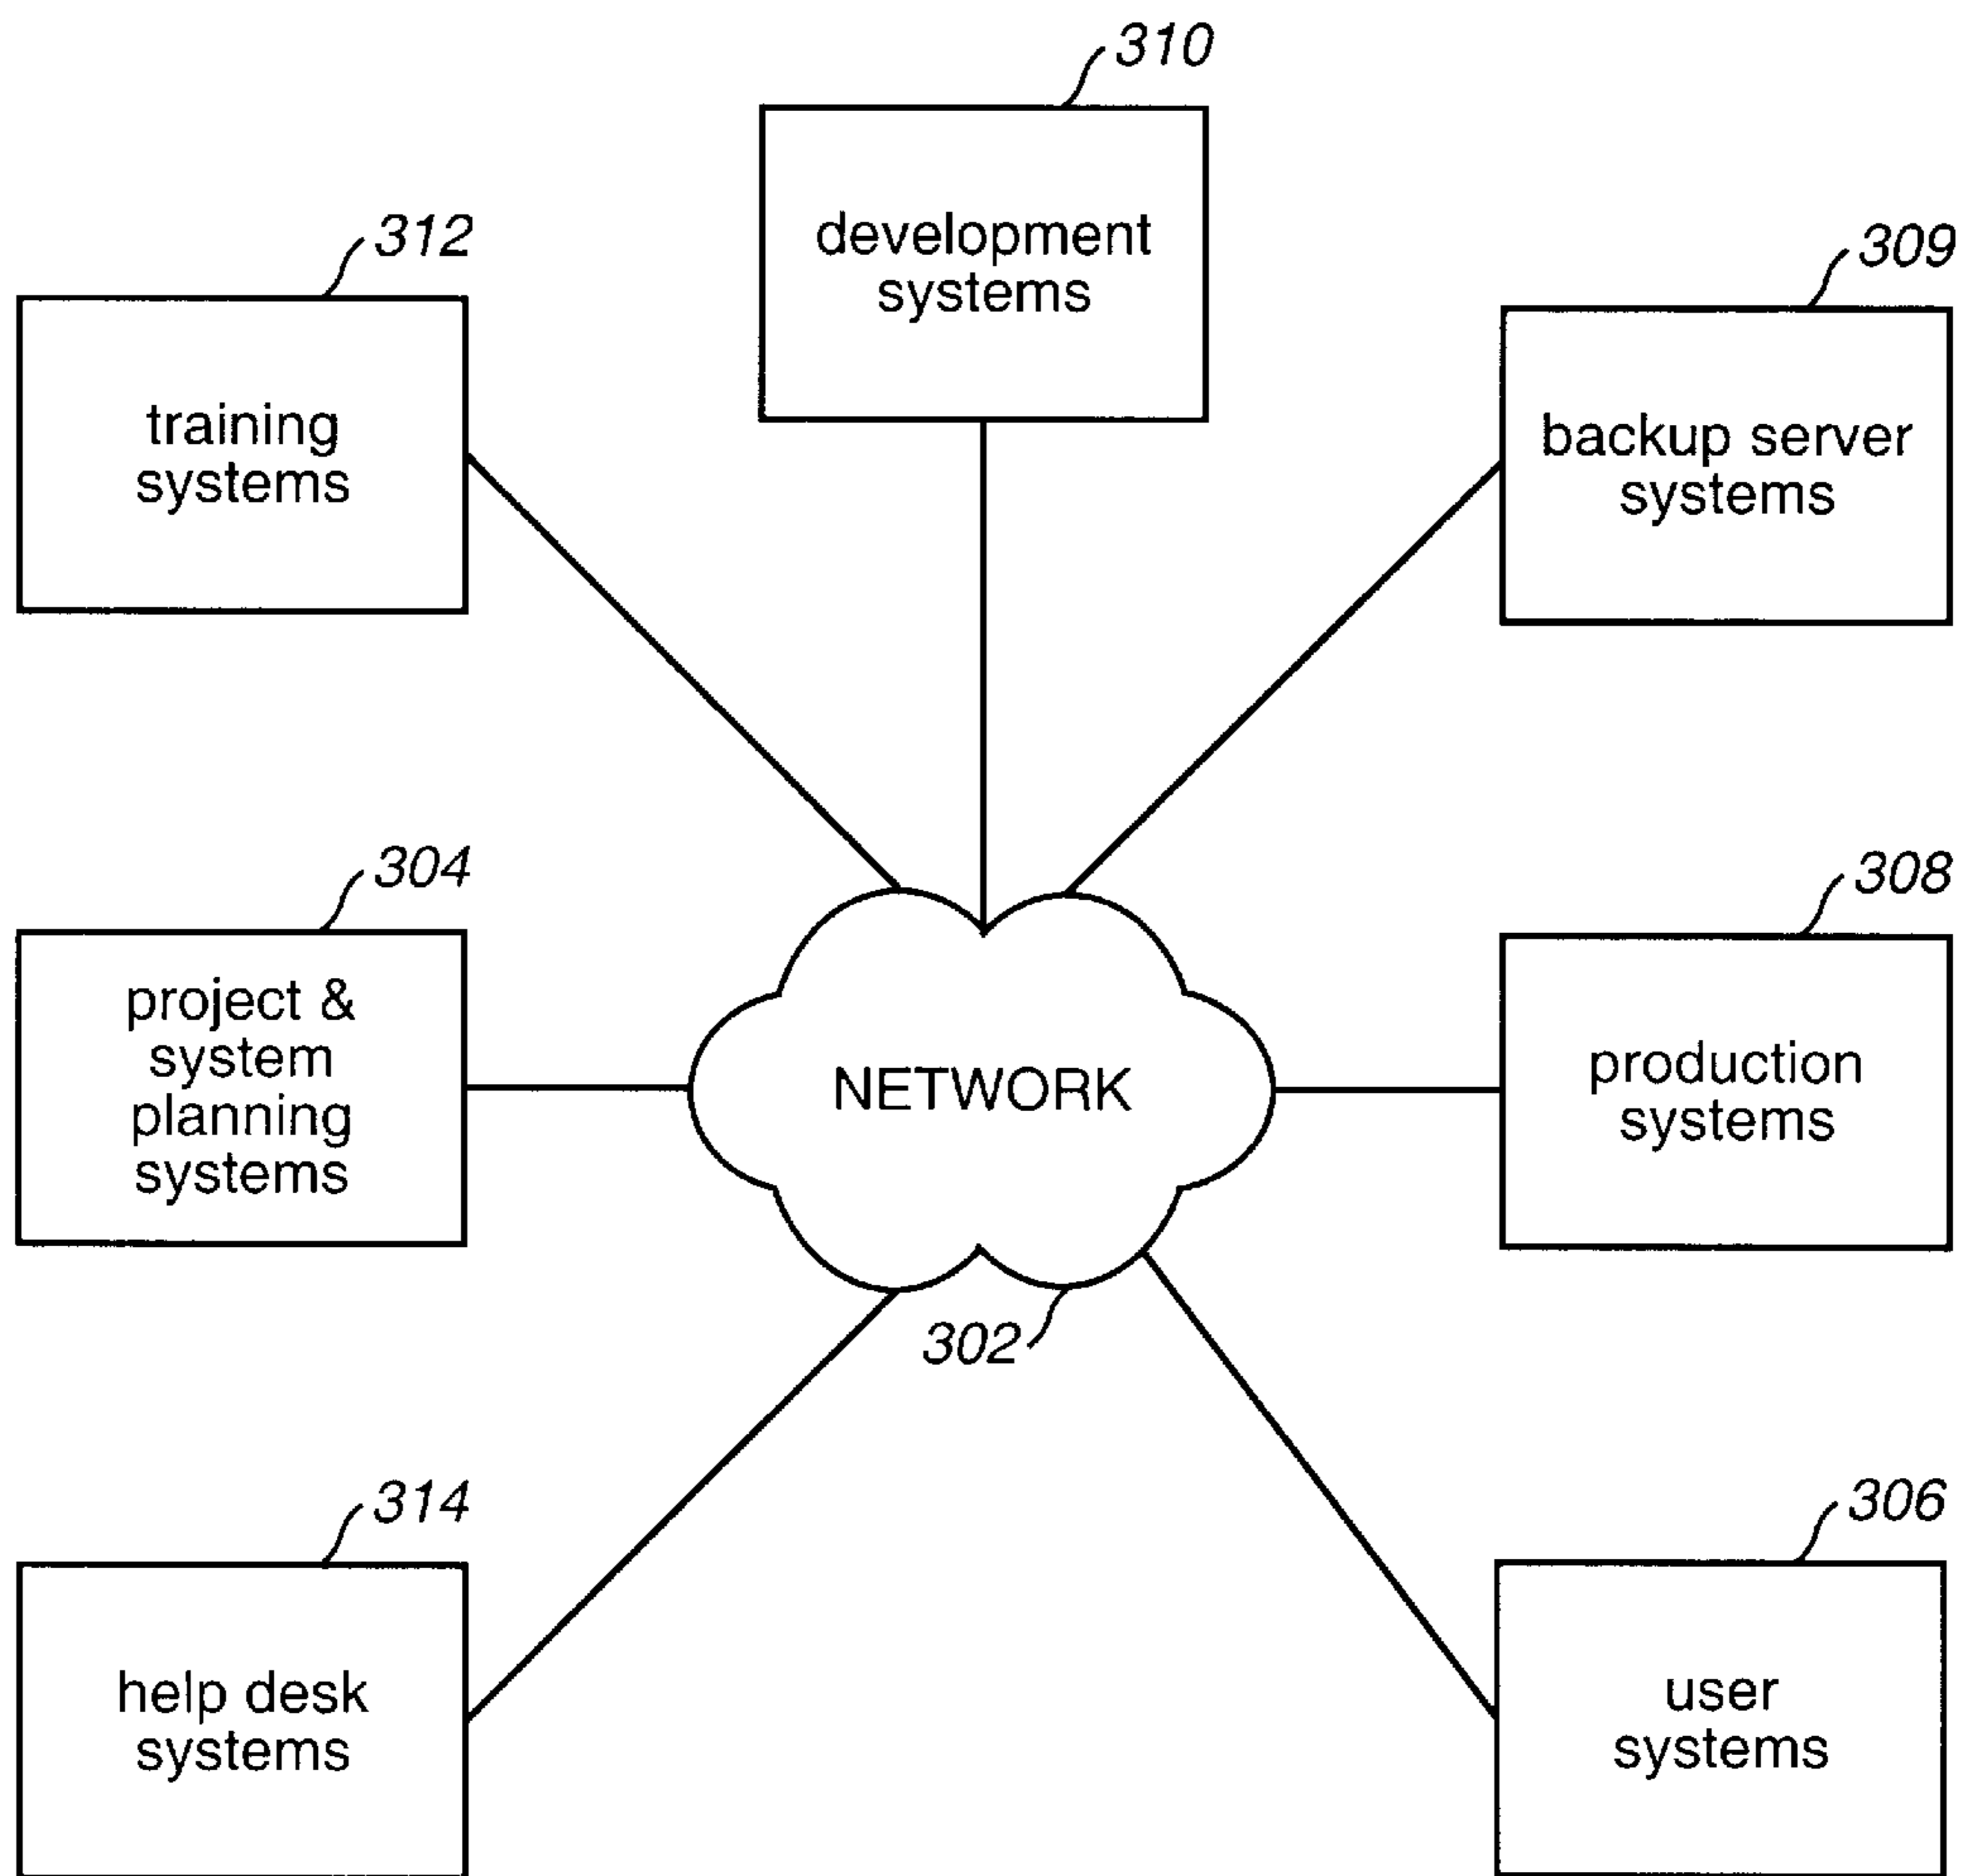 310
development
systems
312
training
systems
309
backup server
systems
304
project &
system
planning
systems
NETWORK
302
308
production
systems
314
help desk
systems
306
user
systems